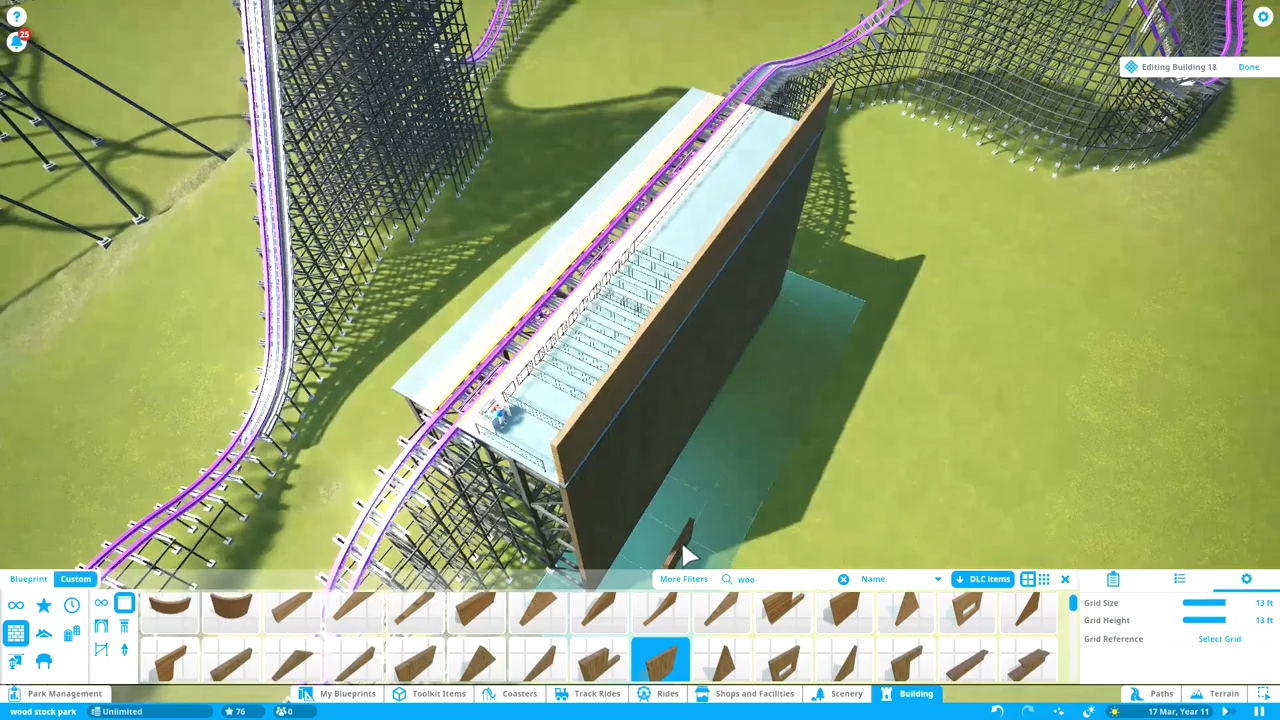 ?
25
Editing Building 18 Done
Blueprint Custom More Filters woo Name DLC items
Grid Size 13 ft
Grid Height 13 ft
Grid Reference Select Grid
Park Management My Blueprints Toolkit Items Coasters Track Rides Rides Shops and Facilities Scenery Building Paths Terrain
wood stock park Unlimited 76 0 17 Mar, Year 11